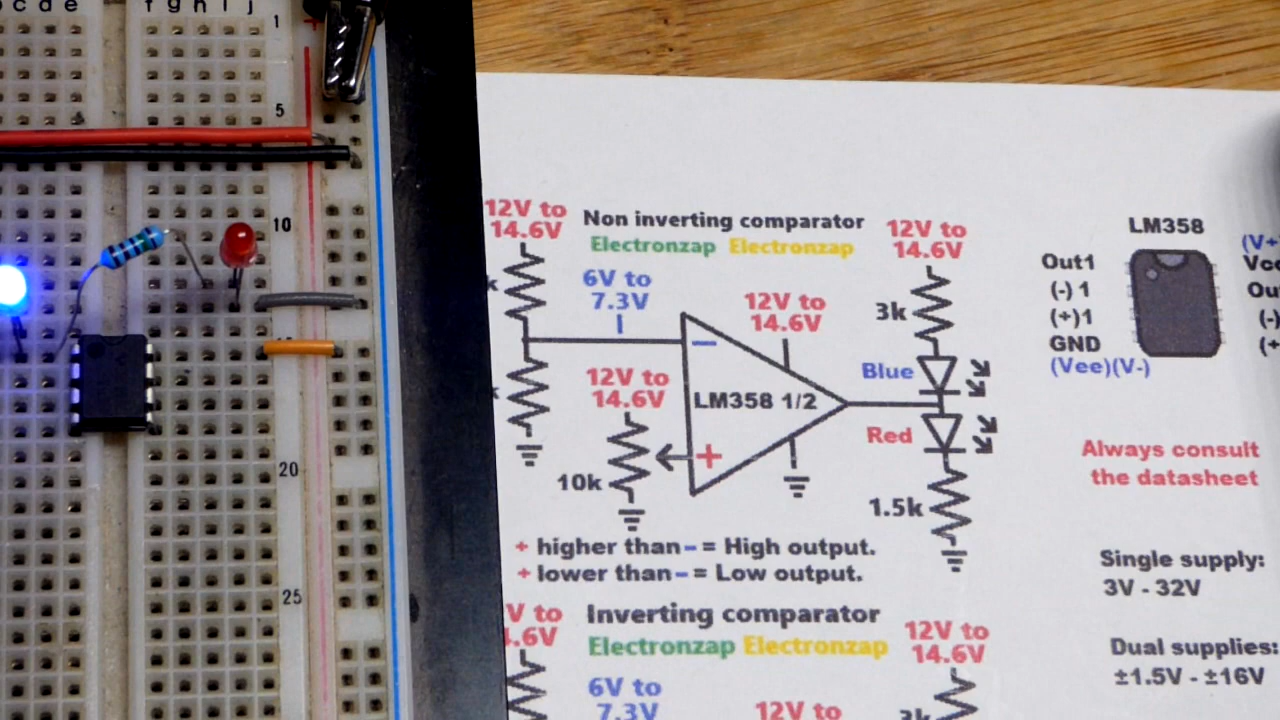 c d e f g h i j
1
5
10
20
25
12V to
14.6V
Non inverting comparator
Electronzap Electronzap
6V to
7.3V
12V to
14.6V
12V to
14.6V
3k
Blue
Red
1.5k
12V to
14.6V
10k
LM358 1/2
−
+
+ higher than − = High output.
+ lower than − = Low output.
LM358
Out1
(-) 1
(+)1
GND
(Vee)(V-)
(V+
Vcc
Ou
(-)
(+
Always consult
the datasheet
Single supply:
3V - 32V
Dual supplies:
±1.5V - ±16V
V to
.6V
Inverting comparator
Electronzap Electronzap
6V to
7.3V
12V to
12V to
14.6V
3k